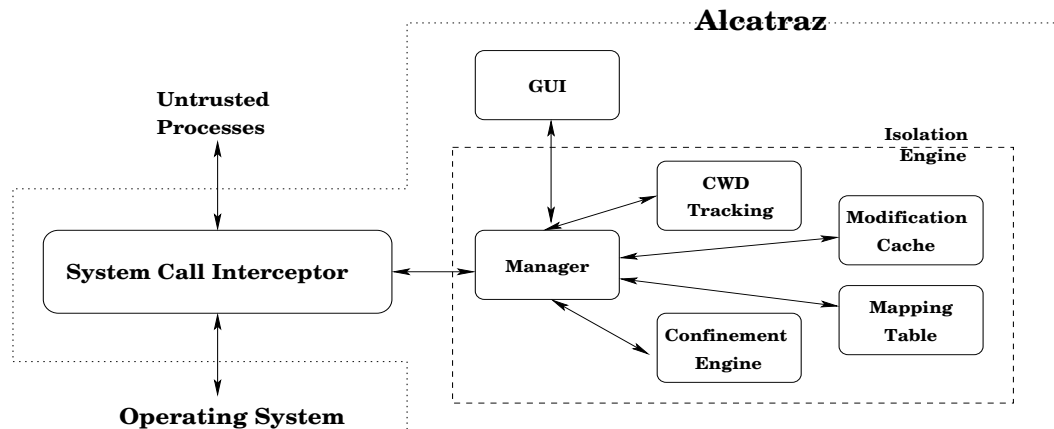 Alcatraz
GUI
Untrusted
Processes
Isolation
Engine
CWD
Tracking
Modification
Cache
System Call Interceptor
Manager
Mapping
Table
Confinement
Engine
Operating System